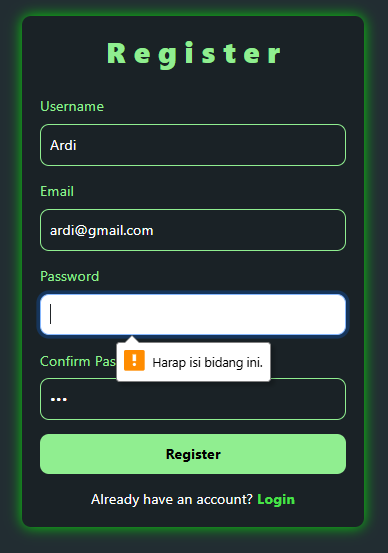 Register
Username
Ardi
Email
ardi@gmail.com
Password
Harap isi bidang ini.
Confirm
•••
Register
Already have an account? Login